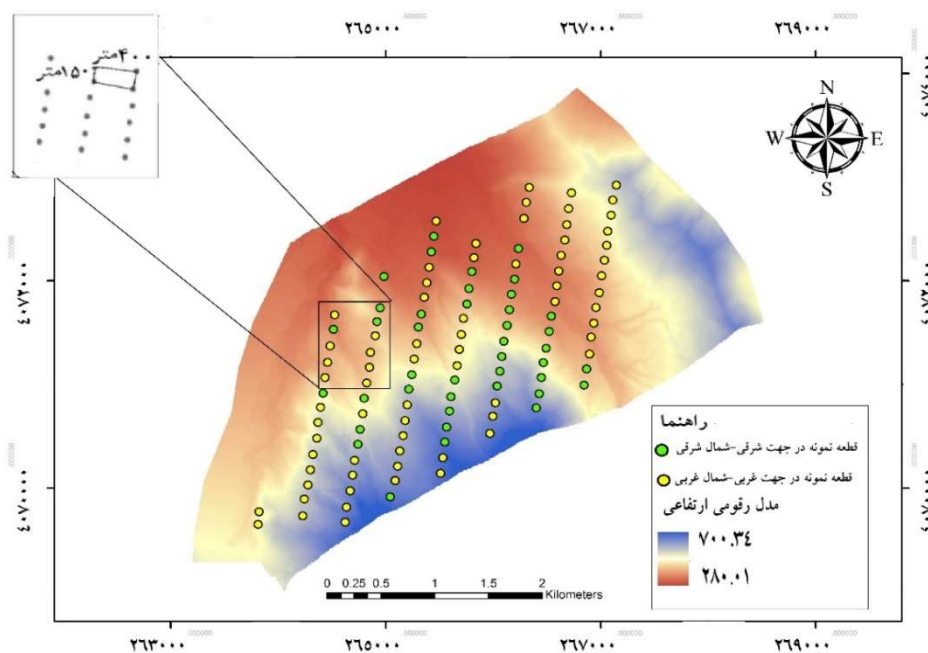 ۲۶۵۰۰۰ ۲۶۷۰۰۰ ۲۶۹۰۰۰
۴۰۰متر
۱۵۰متر
N
W E
S
۴۰۷۴۰۰۰
۴۰۷۲۰۰۰ ۴۰۷۲۰۰۰
۴۰۷۰۰۰۰ ۴۰۷۰۰۰۰
راهنما
قطعه نمونه در جهت شرقی-شمال شرقی
قطعه نمونه در جهت غربی-شمال غربی
مدل رقومی ارتفاعی
۷۰۰.۳٤
۲۸۰.۰۱
0 0.25 0.5 1 1.5 2
Kilometers
۲۶۳۰۰۰ ۲۶۵۰۰۰ ۲۶۷۰۰۰ ۲۶۹۰۰۰